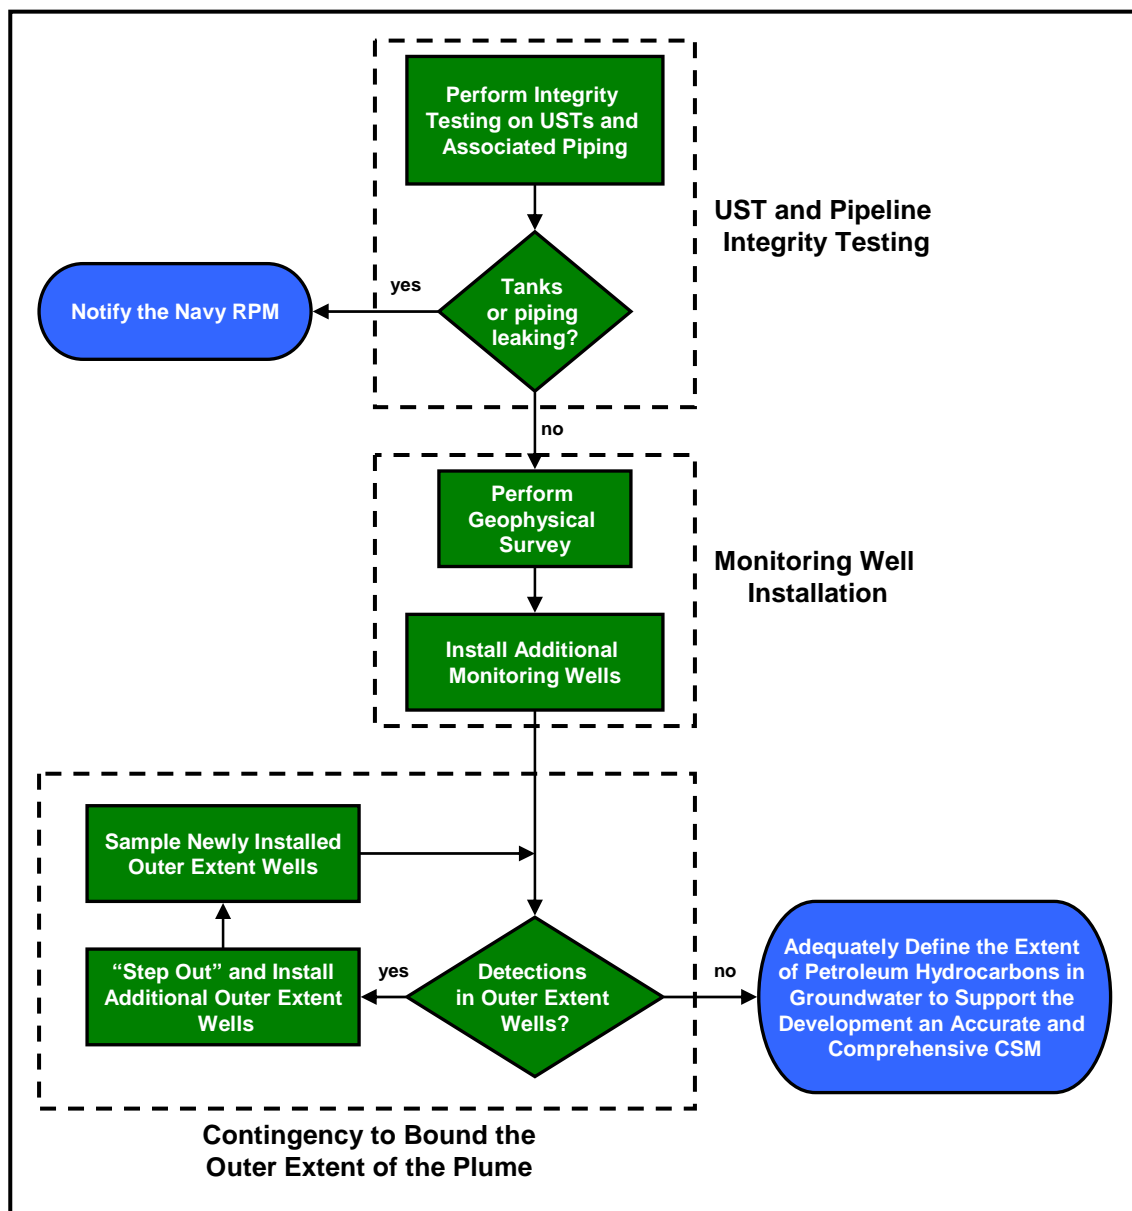 Perform Integrity
Testing on USTs and
Associated Piping
UST and Pipeline
Integrity Testing
Tanks
or piping
leaking?
yes
Notify the Navy RPM
no
Perform
Geophysical
Survey
Monitoring Well
Installation
Install Additional
Monitoring Wells
Sample Newly Installed
Outer Extent Wells
“Step Out” and Install
Additional Outer Extent
Wells
yes
Detections
in Outer Extent
Wells?
no
Adequately Define the Extent
of Petroleum Hydrocarbons in
Groundwater to Support the
Development an Accurate and
Comprehensive CSM
Contingency to Bound the
Outer Extent of the Plume